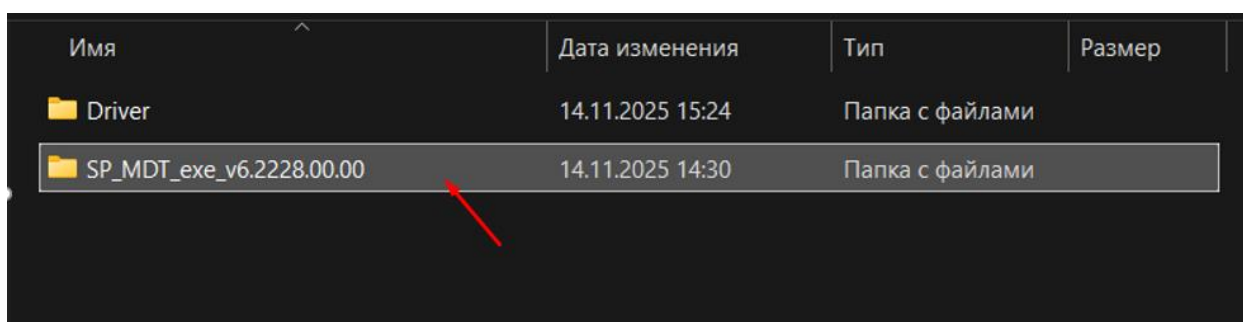 Имя Дата изменения Тип Размер
Driver 14.11.2025 15:24 Папка с файлами
SP_MDT_exe_v6.2228.00.00 14.11.2025 14:30 Папка с файлами